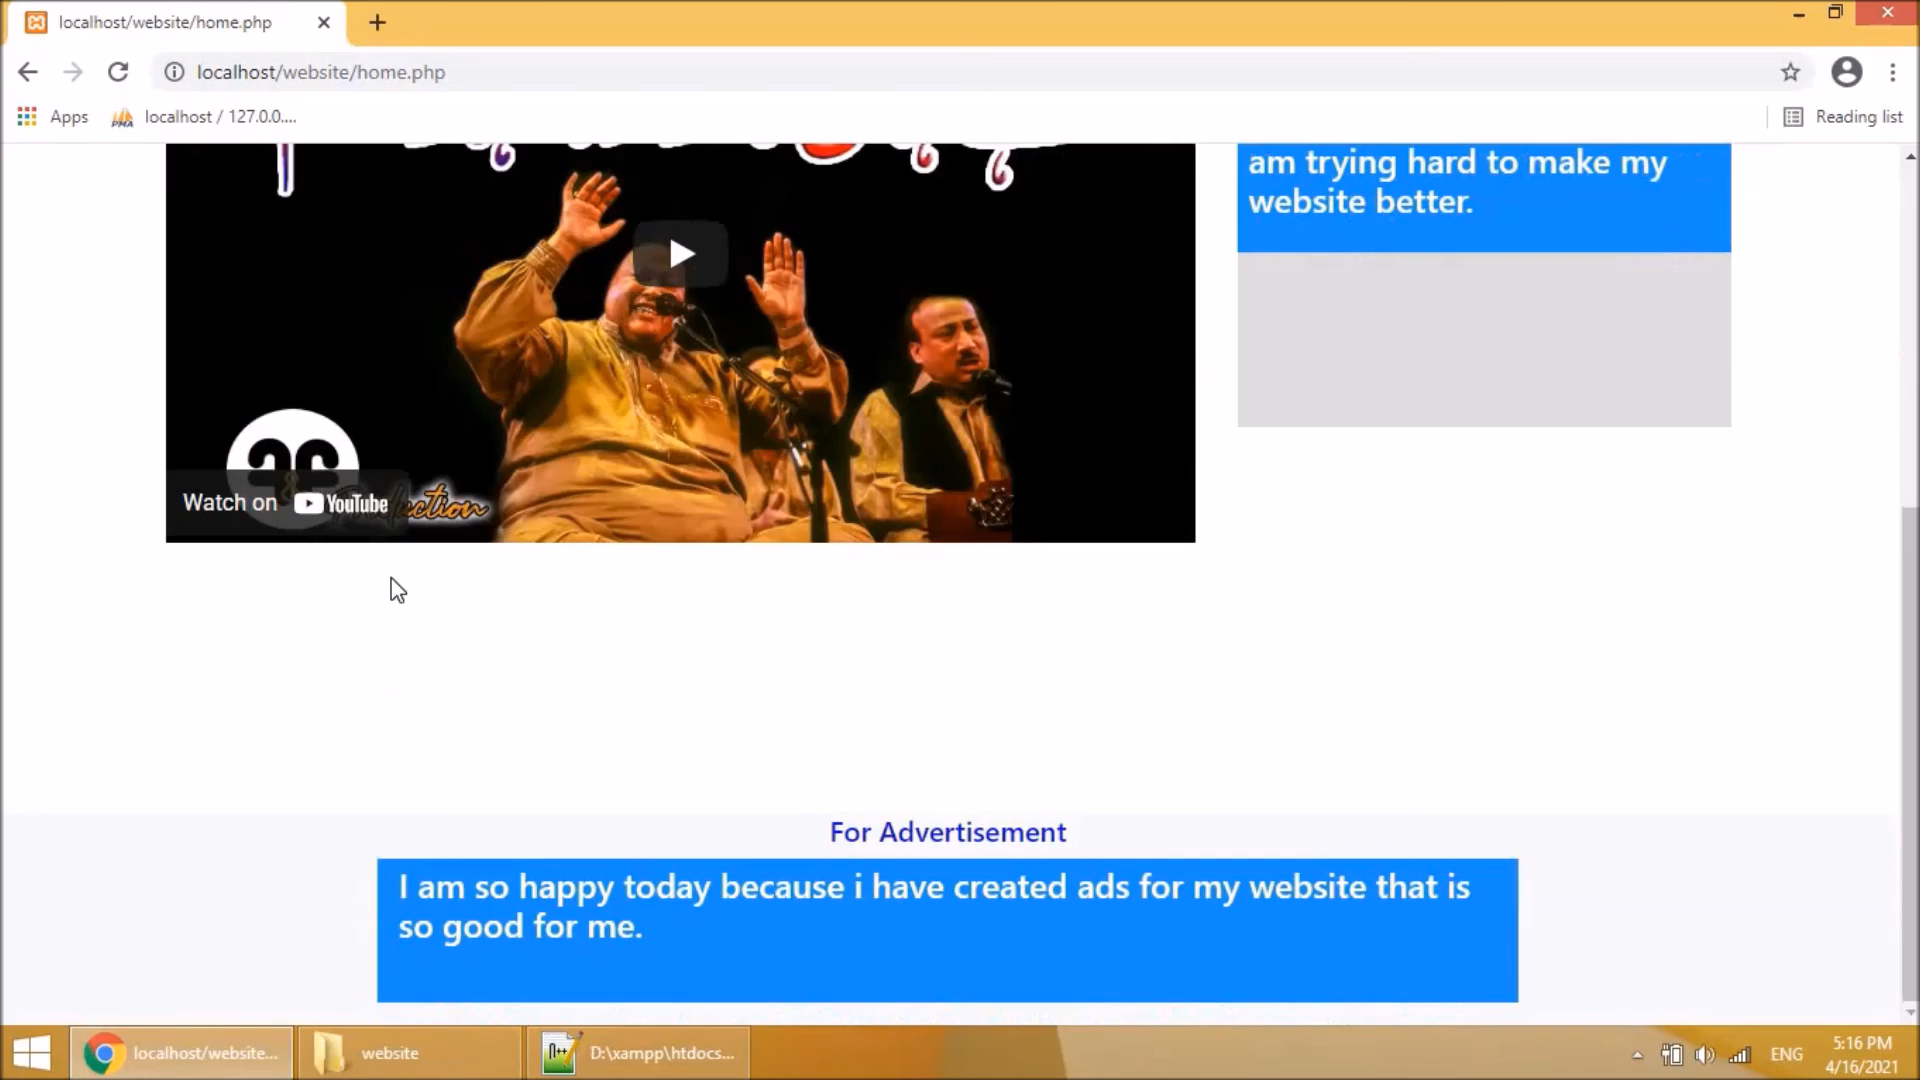 localhost/website/home.php
localhost/website/home.php
Apps
localhost / 127.0.0....
Reading list
am trying hard to make my
website better.
Watch on YouTube
For Advertisement
I am so happy today because i have created ads for my website that is
so good for me.
localhost/website...
website
D:\xampp\htdocs...
ENG
5:16 PM
4/16/2021